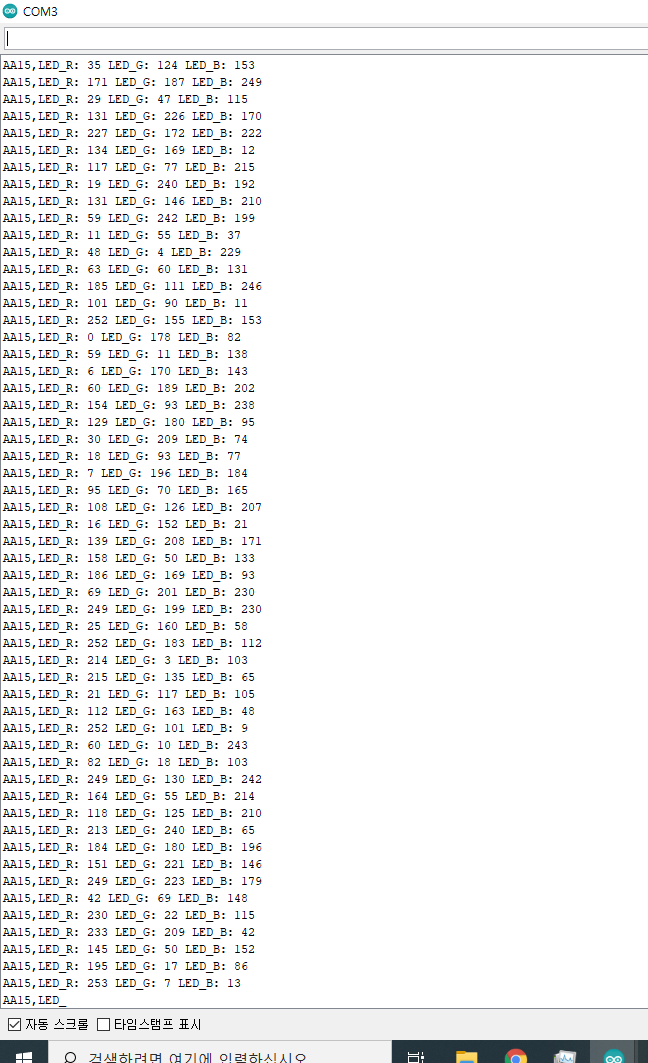 COM3
AA15,LED_R: 35 LED_G: 124 LED_B: 153
AA15,LED_R: 171 LED_G: 187 LED_B: 249
AA15,LED_R: 29 LED_G: 47 LED_B: 115
AA15,LED_R: 131 LED_G: 226 LED_B: 170
AA15,LED_R: 227 LED_G: 172 LED_B: 222
AA15,LED_R: 134 LED_G: 169 LED_B: 12
AA15,LED_R: 117 LED_G: 77 LED_B: 215
AA15,LED_R: 19 LED_G: 240 LED_B: 192
AA15,LED_R: 131 LED_G: 146 LED_B: 210
AA15,LED_R: 59 LED_G: 242 LED_B: 199
AA15,LED_R: 11 LED_G: 55 LED_B: 37
AA15,LED_R: 48 LED_G: 4 LED_B: 229
AA15,LED_R: 63 LED_G: 60 LED_B: 131
AA15,LED_R: 185 LED_G: 111 LED_B: 246
AA15,LED_R: 101 LED_G: 90 LED_B: 11
AA15,LED_R: 252 LED_G: 155 LED_B: 153
AA15,LED_R: 0 LED_G: 178 LED_B: 82
AA15,LED_R: 59 LED_G: 11 LED_B: 138
AA15,LED_R: 6 LED_G: 170 LED_B: 143
AA15,LED_R: 60 LED_G: 189 LED_B: 202
AA15,LED_R: 154 LED_G: 93 LED_B: 238
AA15,LED_R: 129 LED_G: 180 LED_B: 95
AA15,LED_R: 30 LED_G: 209 LED_B: 74
AA15,LED_R: 18 LED_G: 93 LED_B: 77
AA15,LED_R: 7 LED_G: 196 LED_B: 184
AA15,LED_R: 95 LED_G: 70 LED_B: 165
AA15,LED_R: 108 LED_G: 126 LED_B: 207
AA15,LED_R: 16 LED_G: 152 LED_B: 21
AA15,LED_R: 139 LED_G: 208 LED_B: 171
AA15,LED_R: 158 LED_G: 50 LED_B: 133
AA15,LED_R: 186 LED_G: 169 LED_B: 93
AA15,LED_R: 69 LED_G: 201 LED_B: 230
AA15,LED_R: 249 LED_G: 199 LED_B: 230
AA15,LED_R: 25 LED_G: 160 LED_B: 58
AA15,LED_R: 252 LED_G: 183 LED_B: 112
AA15,LED_R: 214 LED_G: 3 LED_B: 103
AA15,LED_R: 215 LED_G: 135 LED_B: 65
AA15,LED_R: 21 LED_G: 117 LED_B: 105
AA15,LED_R: 112 LED_G: 163 LED_B: 48
AA15,LED_R: 252 LED_G: 101 LED_B: 9
AA15,LED_R: 60 LED_G: 10 LED_B: 243
AA15,LED_R: 82 LED_G: 18 LED_B: 103
AA15,LED_R: 249 LED_G: 130 LED_B: 242
AA15,LED_R: 164 LED_G: 55 LED_B: 214
AA15,LED_R: 118 LED_G: 125 LED_B: 210
AA15,LED_R: 213 LED_G: 240 LED_B: 65
AA15,LED_R: 184 LED_G: 180 LED_B: 196
AA15,LED_R: 151 LED_G: 221 LED_B: 146
AA15,LED_R: 249 LED_G: 223 LED_B: 179
AA15,LED_R: 42 LED_G: 69 LED_B: 148
AA15,LED_R: 230 LED_G: 22 LED_B: 115
AA15,LED_R: 233 LED_G: 209 LED_B: 42
AA15,LED_R: 145 LED_G: 50 LED_B: 152
AA15,LED_R: 195 LED_G: 17 LED_B: 86
AA15,LED_R: 253 LED_G: 7 LED_B: 13
AA15,LED_
자동 스크롤 타임스탬프 표시
검색하려면 여기에 입력하십시오